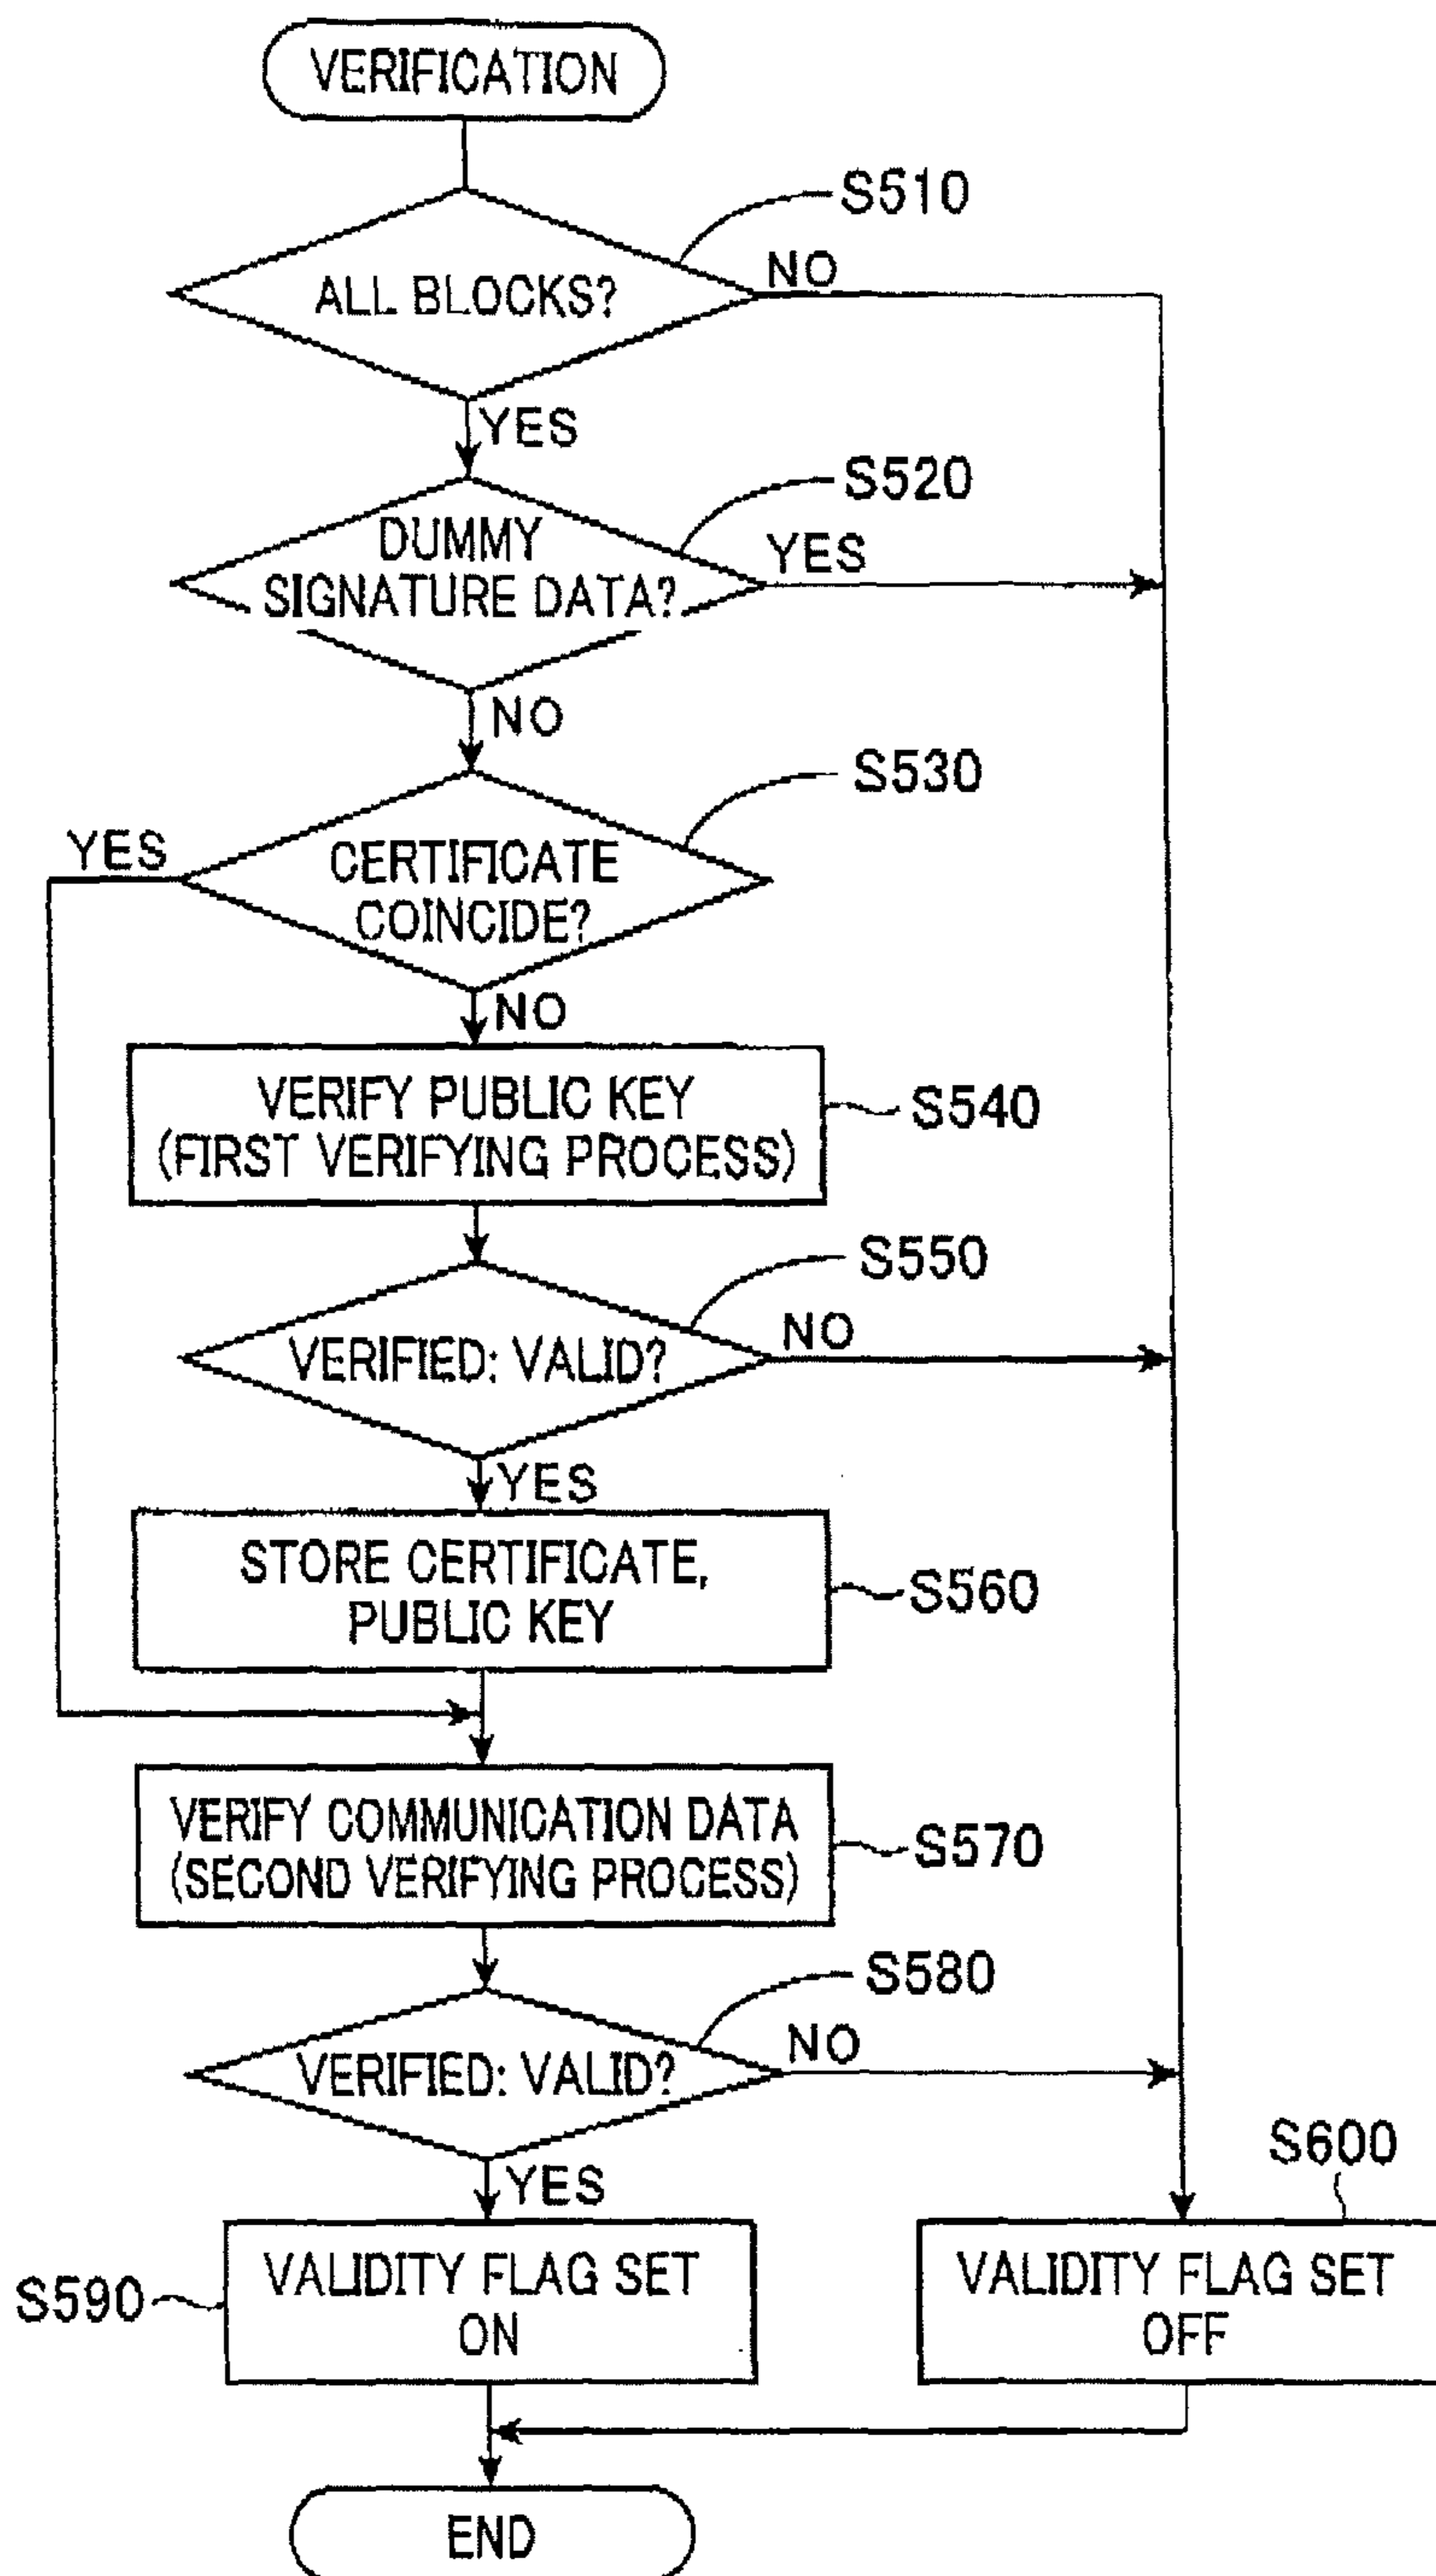 VERIFICATION
S510
ALL BLOCKS?
NO
YES
S520
DUMMY
SIGNATURE DATA?
YES
NO
S530
YES
CERTIFICATE
COINCIDE?
NO
VERIFY PUBLIC KEY
(FIRST VERIFYING PROCESS)
S540
S550
VERIFIED: VALID?
NO
YES
STORE CERTIFICATE,
PUBLIC KEY
S560
VERIFY COMMUNICATION DATA
(SECOND VERIFYING PROCESS)
S570
S580
VERIFIED: VALID?
NO
YES
S590
VALIDITY FLAG SET
ON
S600
VALIDITY FLAG SET
OFF
END